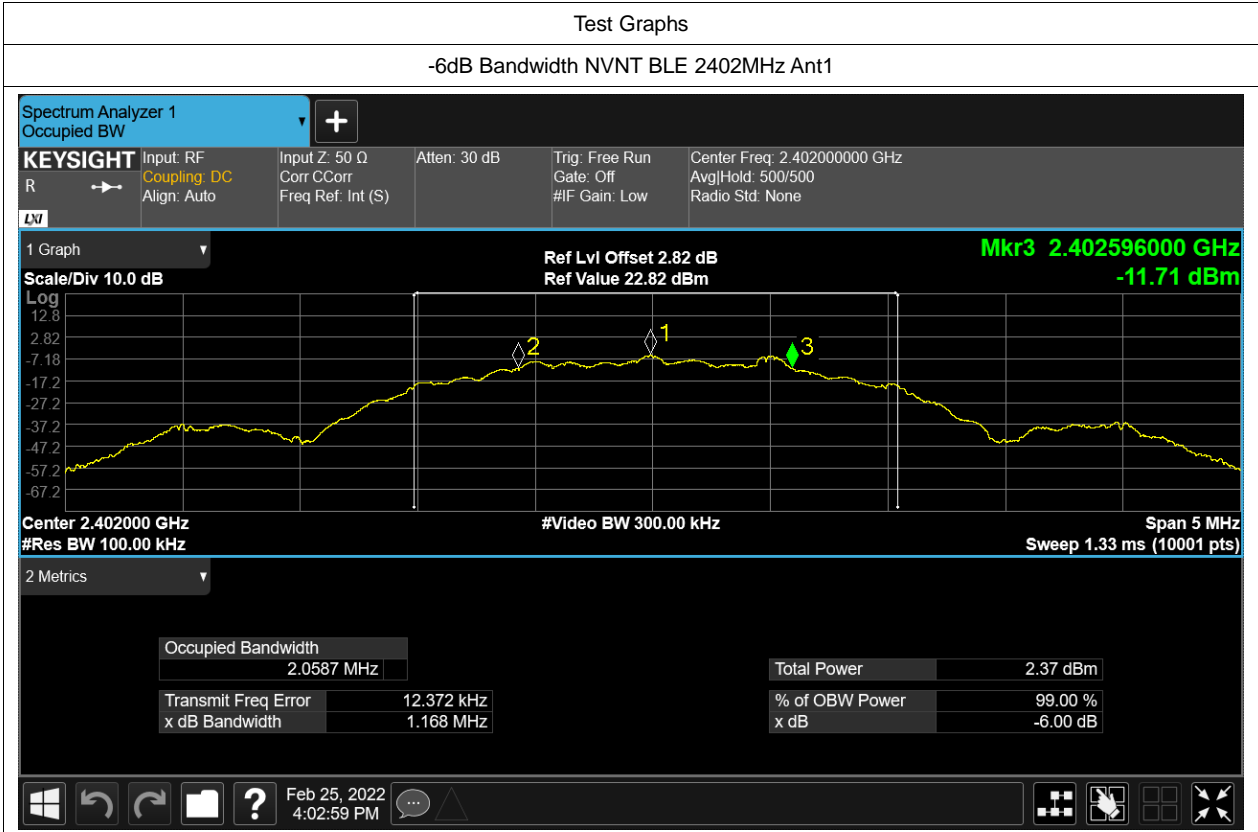 Test Graphs
-6dB Bandwidth NVNT BLE 2402MHz Ant1
Spectrum Analyzer 1
Occupied BW
KEYSIGHT
R
LXI
Input: RF
Coupling: DC
Align: Auto
Input Z: 50 Ω
Corr CCorr
Freq Ref: Int (S)
Atten: 30 dB
Trig: Free Run
Gate: Off
#IF Gain: Low
Center Freq: 2.402000000 GHz
Avg|Hold: 500/500
Radio Std: None
1 Graph
Scale/Div 10.0 dB
Ref Lvl Offset 2.82 dB
Ref Value 22.82 dBm
Mkr3 2.402596000 GHz
-11.71 dBm
Log
12.8
2.82
-7.18
-17.2
-27.2
-37.2
-47.2
-57.2
-67.2
2
1
3
Center 2.402000 GHz
#Res BW 100.00 kHz
#Video BW 300.00 kHz
Span 5 MHz
Sweep 1.33 ms (10001 pts)
2 Metrics
Occupied Bandwidth
2.0587 MHz
Transmit Freq Error 12.372 kHz
x dB Bandwidth 1.168 MHz
Total Power 2.37 dBm
% of OBW Power 99.00 %
x dB -6.00 dB
?
Feb 25, 2022
4:02:59 PM